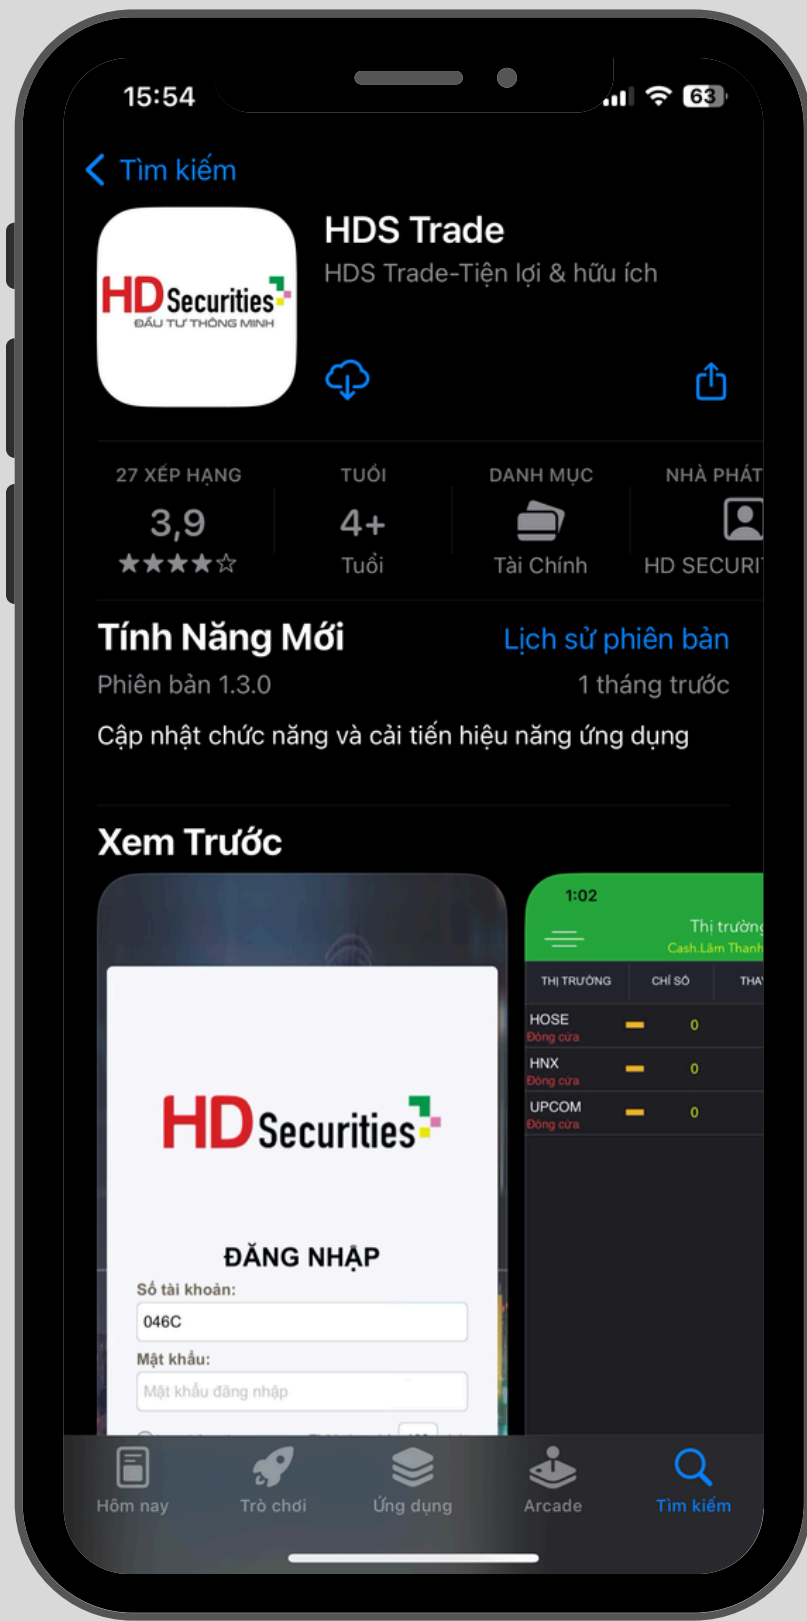 15:54
63
Tìm kiếm
HD Securities
ĐẦU TƯ THÔNG MINH
HDS Trade
HDS Trade-Tiện lợi & hữu ích
27 XẾP HẠNG
TUỔI
DANH MỤC
NHÀ PHÁT
3,9
4+
Tuổi
Tài Chính
HD SECURI
Tính Năng Mới
Lịch sử phiên bản
Phiên bản 1.3.0
1 tháng trước
Cập nhật chức năng và cải tiến hiệu năng ứng dụng
Xem Trước
HD Securities
ĐĂNG NHẬP
Số tài khoản:
046C
Mật khẩu:
Mật khẩu đăng nhập
1:02
Thị trường
Cash.Lâm Thanh
THỊ TRƯỜNG
CHỈ SỐ
THA
HOSE
0
Đóng cửa
HNX
0
Đóng cửa
UPCOM
0
Đóng cửa
Hôm nay
Trò chơi
Ứng dụng
Arcade
Tìm kiếm